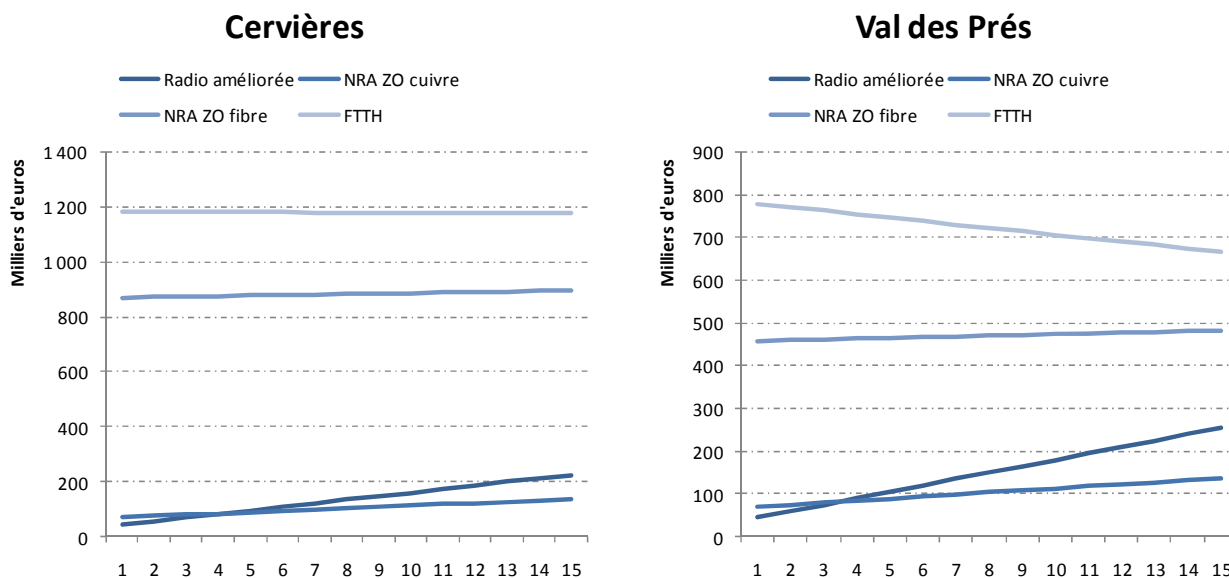 Cervières
Radio améliorée NRA ZO cuivre
NRA ZO fibre FTTH
Milliers d'euros
1 400
1 200
1 000
800
600
400
200
0
1 2 3 4 5 6 7 8 9 10 11 12 13 14 15
Val des Prés
Radio améliorée NRA ZO cuivre
NRA ZO fibre FTTH
Milliers d'euros
900
800
700
600
500
400
300
200
100
0
1 2 3 4 5 6 7 8 9 10 11 12 13 14 15